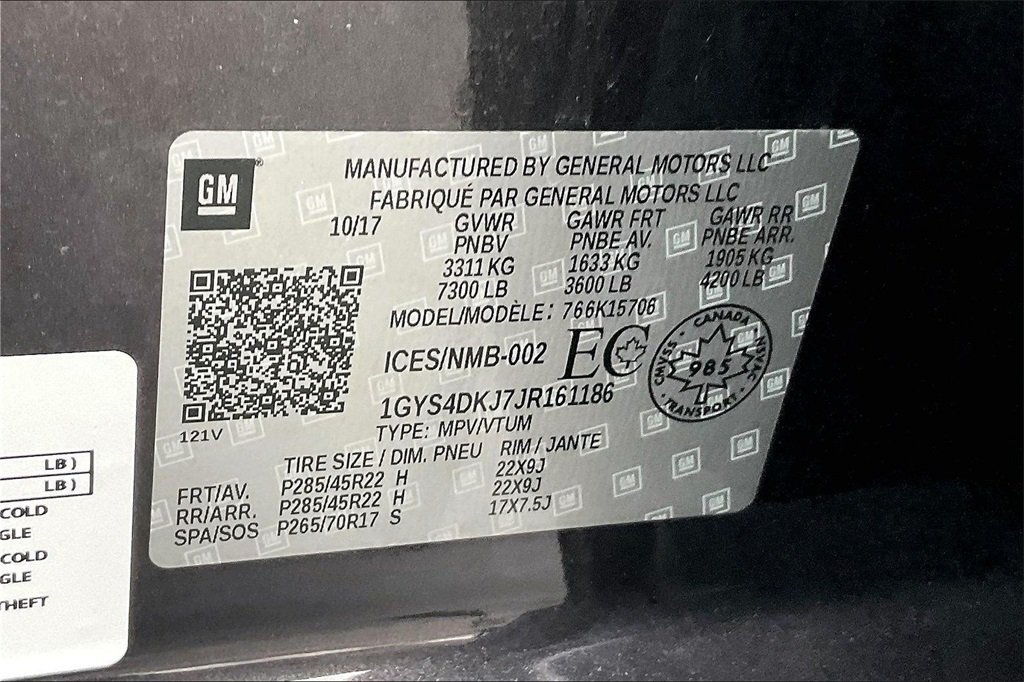 GM
MANUFACTURED BY GENERAL MOTORS LLC
FABRIQUÉ PAR GENERAL MOTORS LLC
10/17 GVWR GAWR FRT GAWR RR
PNBV PNBE AV. PNBE ARR.
3311 KG 1633 KG 1905 KG
7300 LB 3600 LB 4200 LB
MODEL/MODÈLE: 766K15706
ICES/NMB-002 EC
CANADA
CMVSS 985 NSVAC
TRANSPORT
1GYS4DKJ7JR161186
121V
TYPE: MPV/VTUM
TIRE SIZE / DIM. PNEU RIM / JANTE
FRT/AV. P285/45R22 H 22X9J
RR/ARR. P285/45R22 H 22X9J
SPA/SOS P265/70R17 S 17X7.5J
LB)
LB)
COLD
GLE
COLD
GLE
THEFT